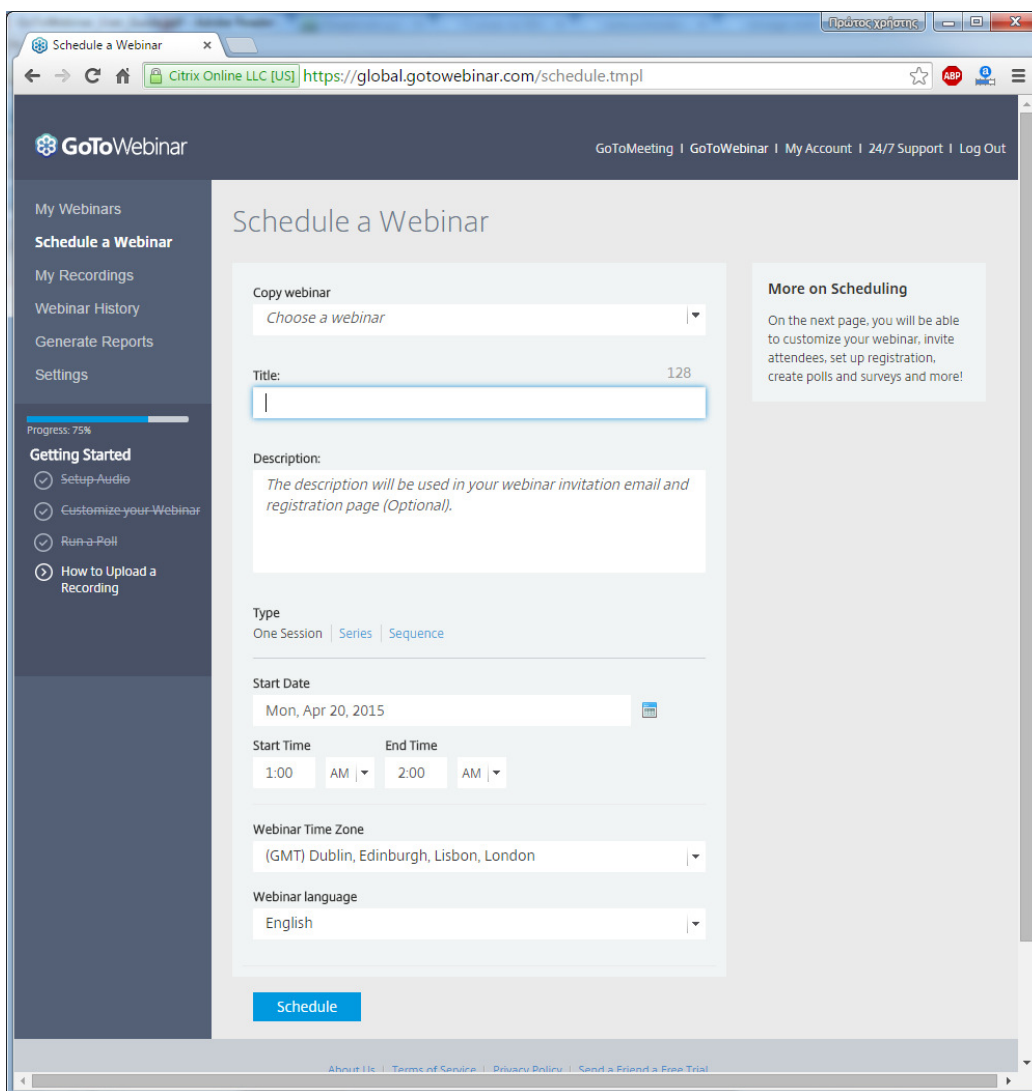 Πρώτος χρήστης
Schedule a Webinar
Citrix Online LLC [US] https://global.gotowebinar.com/schedule.tmpl
ABP
GoToWebinar
GoToMeeting | GoToWebinar | My Account | 24/7 Support | Log Out
My Webinars
Schedule a Webinar
My Recordings
Webinar History
Generate Reports
Settings
Progress: 75%
Getting Started
Setup Audio
Customize your Webinar
Run a Poll
How to Upload a
Recording
Schedule a Webinar
Copy webinar
Choose a webinar
Title:
128
Description:
The description will be used in your webinar invitation email and
registration page (Optional).
Type
One Session | Series | Sequence
Start Date
Mon, Apr 20, 2015
Start Time End Time
1:00 AM 2:00 AM
Webinar Time Zone
(GMT) Dublin, Edinburgh, Lisbon, London
Webinar language
English
Schedule
More on Scheduling
On the next page, you will be able
to customize your webinar, invite
attendees, set up registration,
create polls and surveys and more!
About Us | Terms of Service | Privacy Policy | Send a Friend a Free Trial